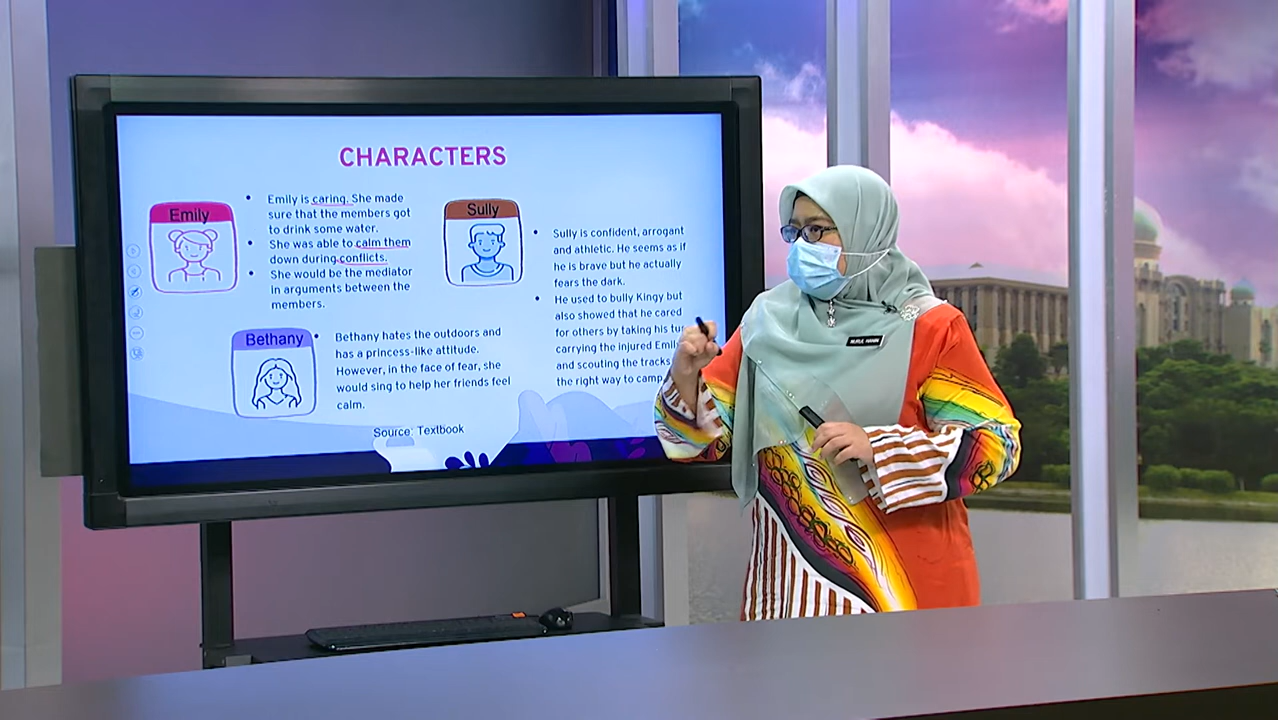 CHARACTERS
Emily
Emily is caring. She made
sure that the members got
to drink some water.
She was able to calm them
down during conflicts.
She would be the mediator
in arguments between the
members.
Sully
Sully is confident, arrogant
and athletic. He seems as if
he is brave but he actually
fears the dark.
He used to bully Kingy but
also showed that he cared
for others by taking his
carrying the injured
and scouting the tracks
the right way to camp
Bethany
Bethany hates the outdoors and
has a princess-like attitude.
However, in the face of fear, she
would sing to help her friends feel
calm.
Source: Textbook